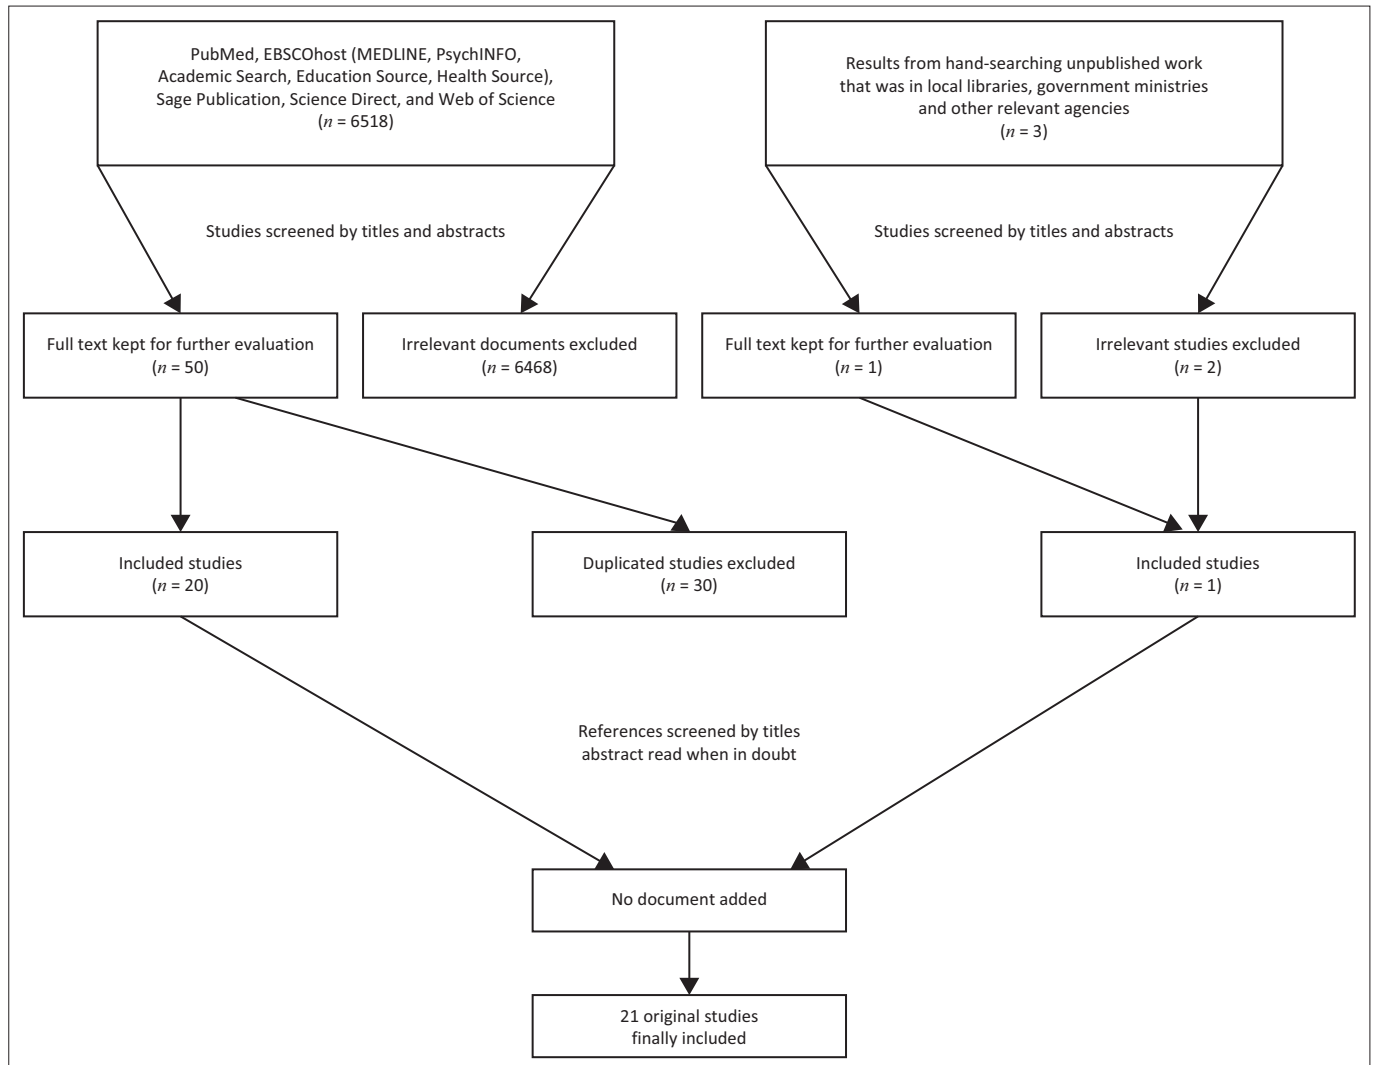 PubMed, EBSCOhost (MEDLINE, PsychINFO,
Academic Search, Education Source, Health Source),
Sage Publication, Science Direct, and Web of Science
(n = 6518)
Results from hand-searching unpublished work
that was in local libraries, government ministries
and other relevant agencies
(n = 3)
Studies screened by titles and abstracts
Studies screened by titles and abstracts
Full text kept for further evaluation
(n = 50)
Irrelevant documents excluded
(n = 6468)
Full text kept for further evaluation
(n = 1)
Irrelevant studies excluded
(n = 2)
Included studies
(n = 20)
Duplicated studies excluded
(n = 30)
Included studies
(n = 1)
References screened by titles
abstract read when in doubt
No document added
21 original studies
finally included